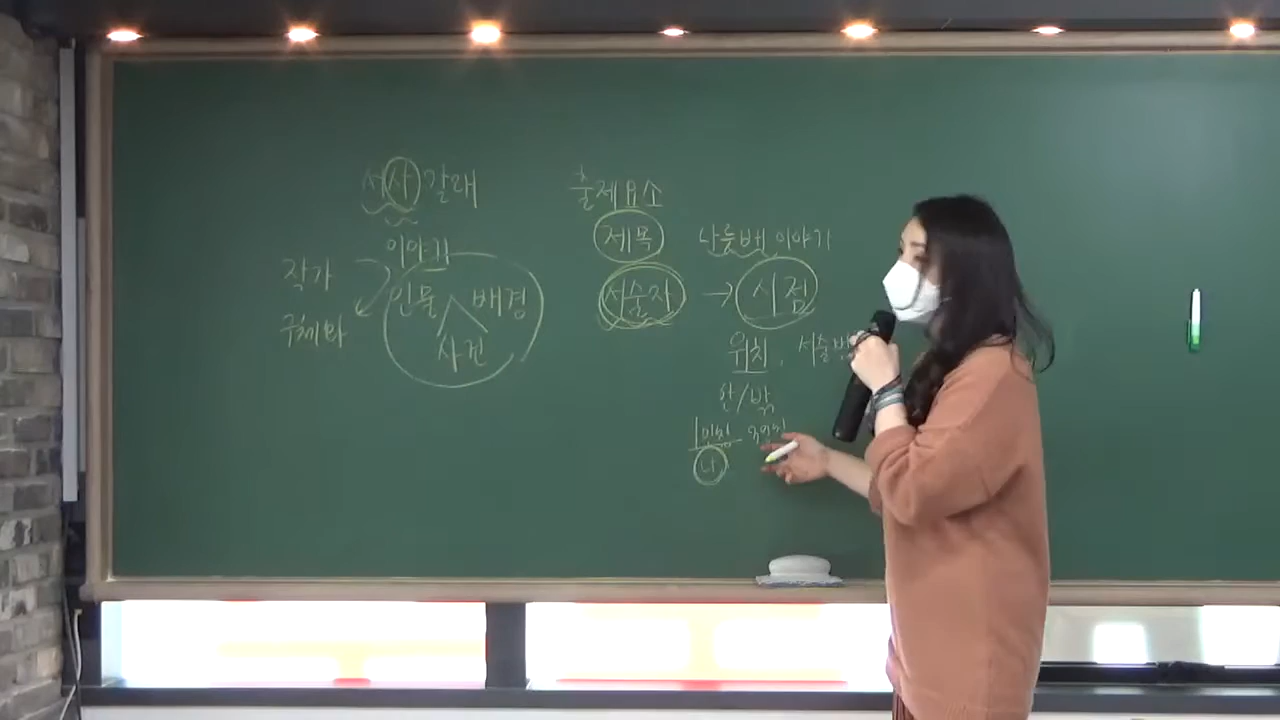 서사 갈래
이야기
작가
인물 배경
구체화
사건
출제요소
제목 나룻배 이야기
서술자 → 시점
위치, 서술
안/밖
1인칭
나